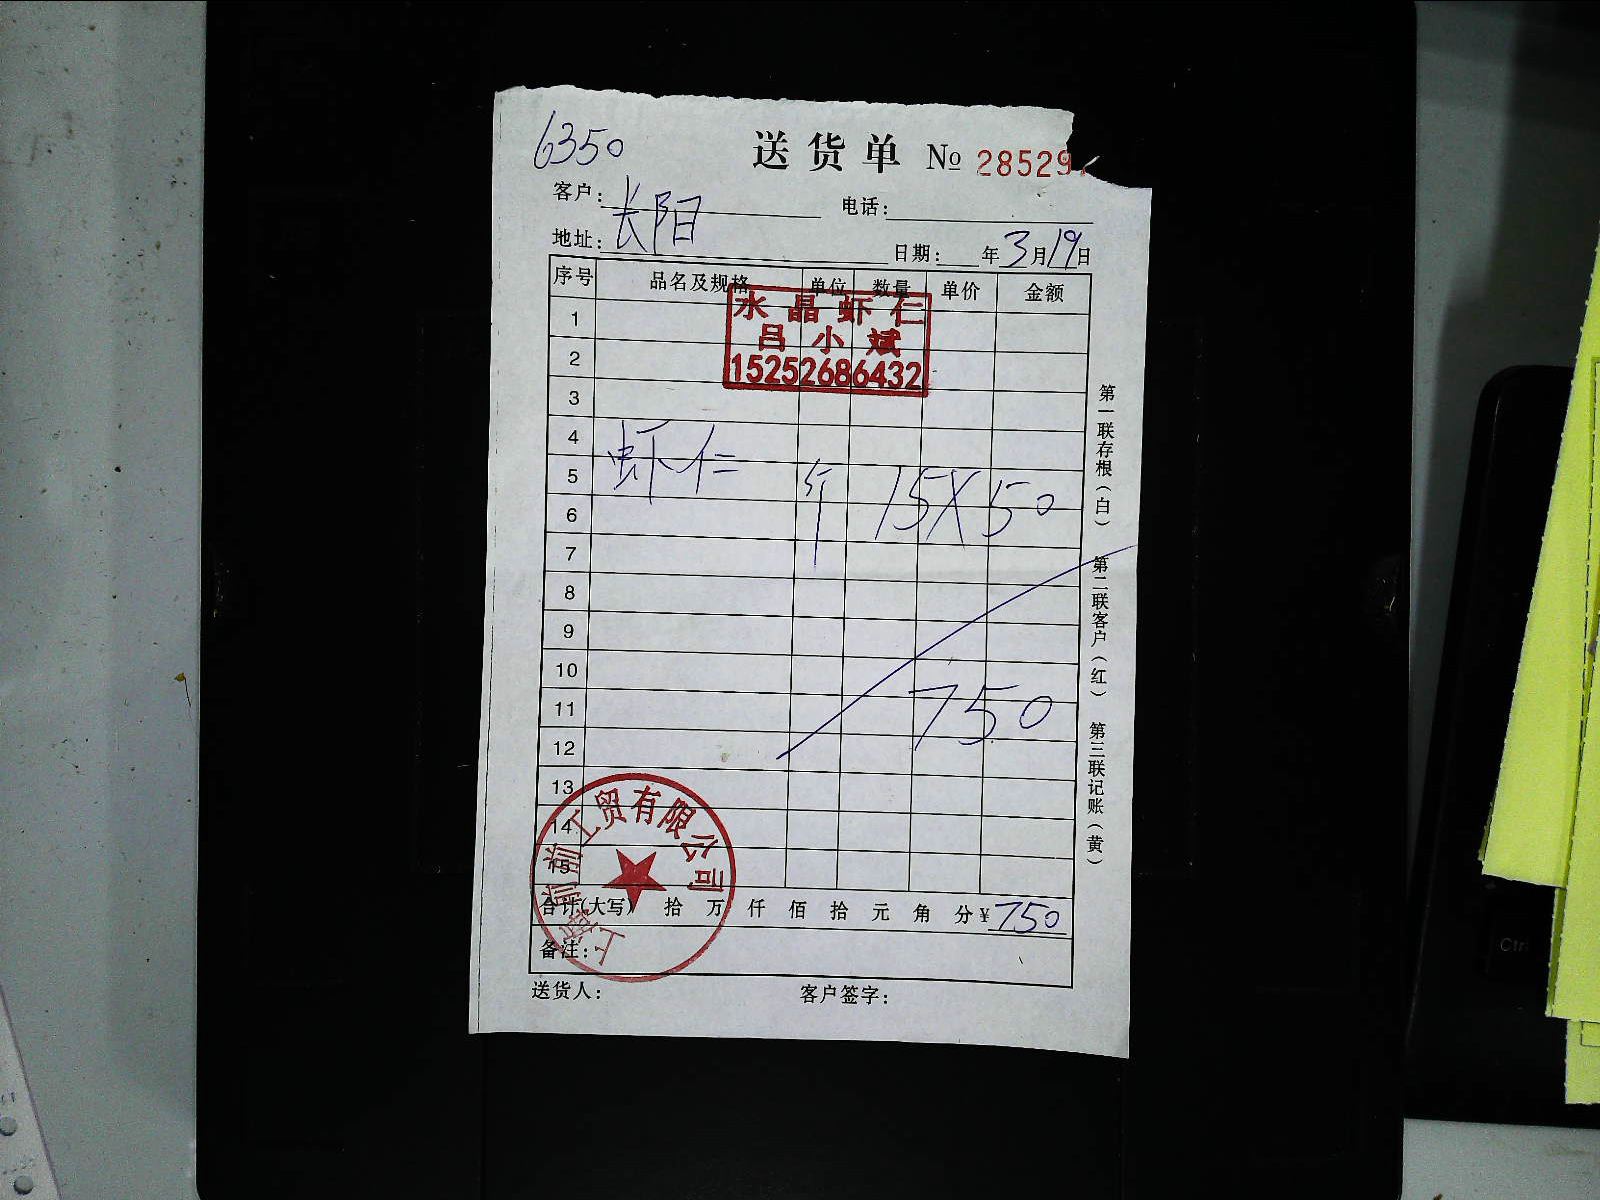 6350
送货单 № 28529
客户: 长阳 电话:
地址: 日期: 年3月19日
序号 品名及规格 单位 数量 单价 金额
永晶虾仁
吕小斌
15252686432
1
2
3
4
5 虾仁 斤 15X50
6
7
8
9
10
11 750
12
13
14
15
合计(大写) 拾 万 仟 佰 拾 元 角 分 ¥750
备注:
送货人: 客户签字:
第一联存根(白) 第二联客户(红) 第三联记账(黄)
工贸有限公司
Ctrl